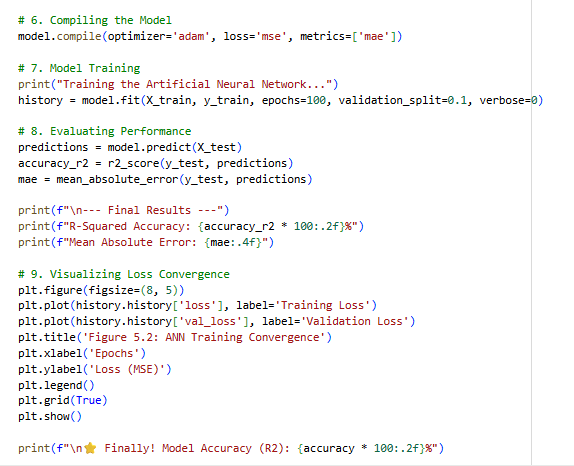 # 6. Compiling the Model
model.compile(optimizer='adam', loss='mse', metrics=['mae'])
# 7. Model Training
print("Training the Artificial Neural Network...")
history = model.fit(X_train, y_train, epochs=100, validation_split=0.1, verbose=0)
# 8. Evaluating Performance
predictions = model.predict(X_test)
accuracy_r2 = r2_score(y_test, predictions)
mae = mean_absolute_error(y_test, predictions)
print(f"\n--- Final Results ---")
print(f"R-Squared Accuracy: {accuracy_r2 * 100:.2f}%")
print(f"Mean Absolute Error: {mae:.4f}")
# 9. Visualizing Loss Convergence
plt.figure(figsize=(8, 5))
plt.plot(history.history['loss'], label='Training Loss')
plt.plot(history.history['val_loss'], label='Validation Loss')
plt.title('Figure 5.2: ANN Training Convergence')
plt.xlabel('Epochs')
plt.ylabel('Loss (MSE)')
plt.legend()
plt.grid(True)
plt.show()
print(f"\n⭐ Finally! Model Accuracy (R2): {accuracy * 100:.2f}%")